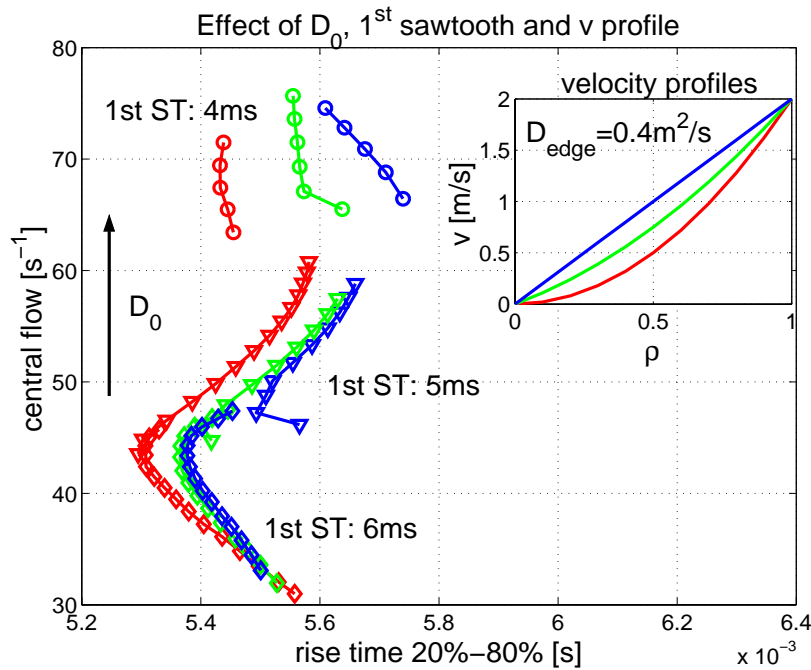 Effect of D₀, 1ˢᵗ sawtooth and v profile
80
70
60
50
40
30
central flow [s⁻¹]
1st ST: 4ms
D₀
1st ST: 5ms
1st ST: 6ms
velocity profiles
D_edge=0.4m²/s
2
1.5
1
0.5
0
v [m/s]
0 0.5 1
ρ
5.2 5.4 5.6 5.8 6 6.2 6.4
x 10⁻³
rise time 20%−80% [s]